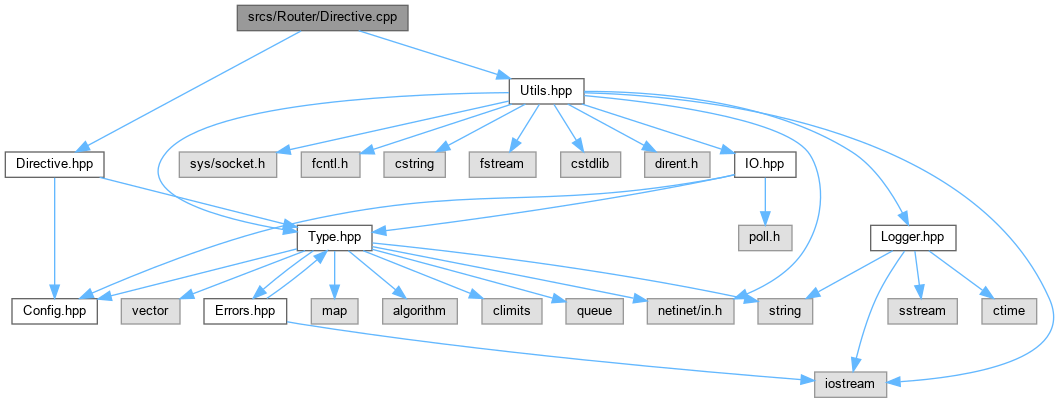 srcs/Router/Directive.cpp
Utils.hpp
Directive.hpp
sys/socket.h
fcntl.h
cstring
fstream
cstdlib
dirent.h
IO.hpp
Type.hpp
poll.h
Logger.hpp
Config.hpp
vector
Errors.hpp
map
algorithm
climits
queue
netinet/in.h
string
sstream
ctime
iostream